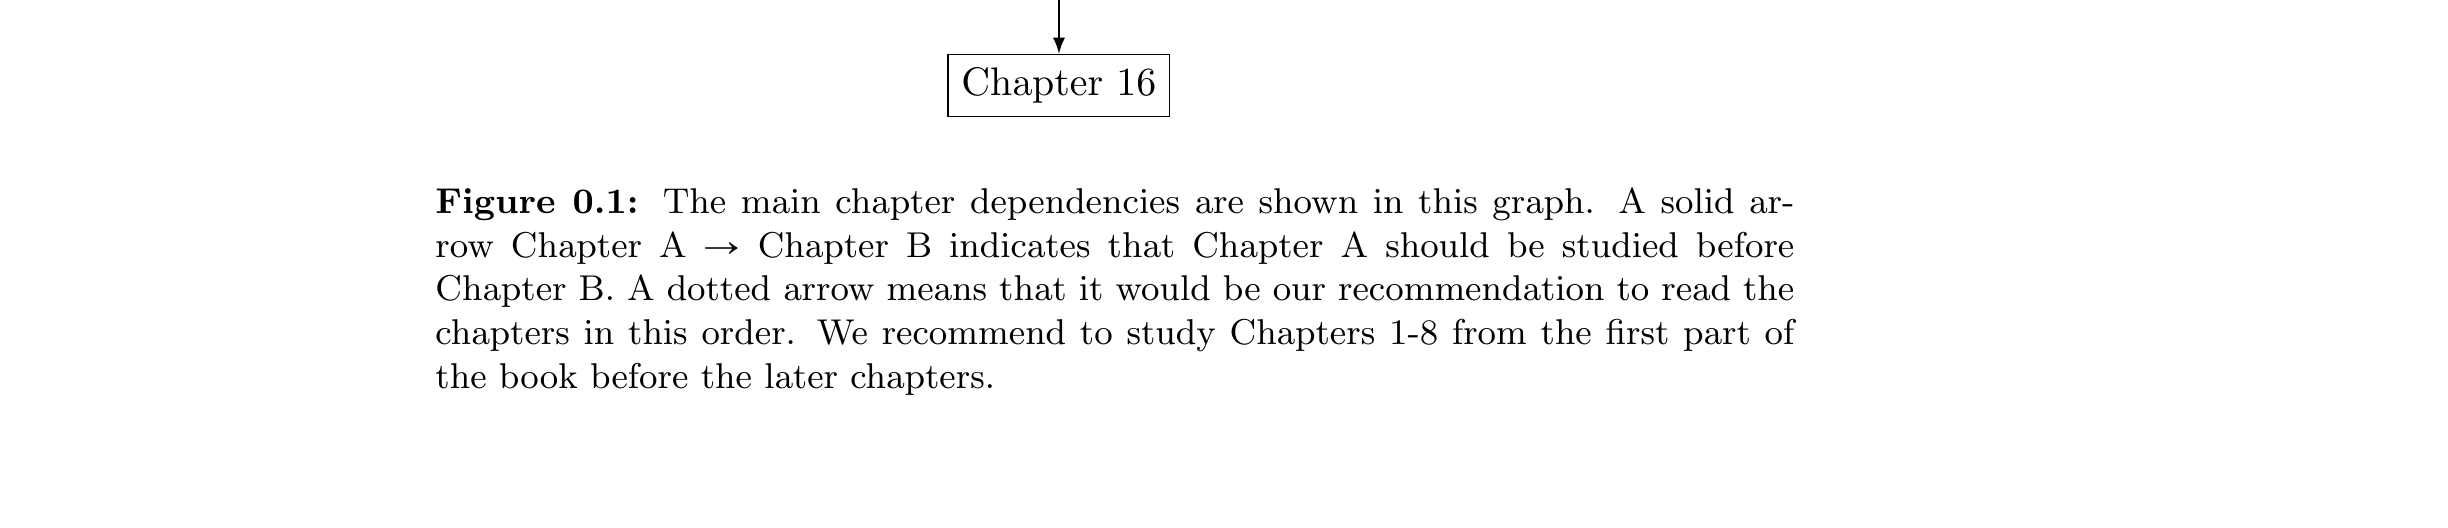 Chapter 16
Figure 0.1: The main chapter dependencies are shown in this graph. A solid ar-
row Chapter A → Chapter B indicates that Chapter A should be studied before
Chapter B. A dotted arrow means that it would be our recommendation to read the
chapters in this order. We recommend to study Chapters 1-8 from the first part of
the book before the later chapters.